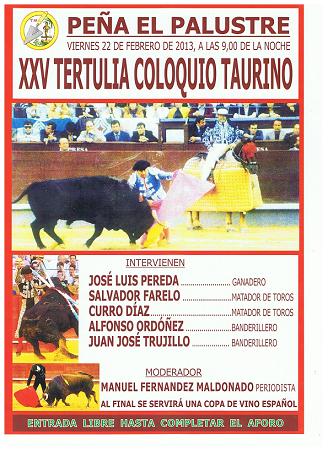 PEÑA EL PALUSTRE
VIERNES 22 DE FEBRERO DE 2013, A LAS 9,00 DE LA NOCHE
XXV TERTULIA COLOQUIO TAURINO
INTERVIENEN
JOSÉ LUIS PEREDA....................GANADERO
SALVADOR FARELO..................MATADOR DE TOROS
CURRO DÍAZ..........................MATADOR DE TOROS
ALFONSO ORDÓÑEZ................BANDERILLERO
JUAN JOSÉ TRUJILLO...............BANDERILLERO
MODERADOR
MANUEL FERNANDEZ MALDONADO PERIODISTA
AL FINAL SE SERVIRÁ UNA COPA DE VINO ESPAÑOL
ENTRADA LIBRE HASTA COMPLETAR EL AFORO